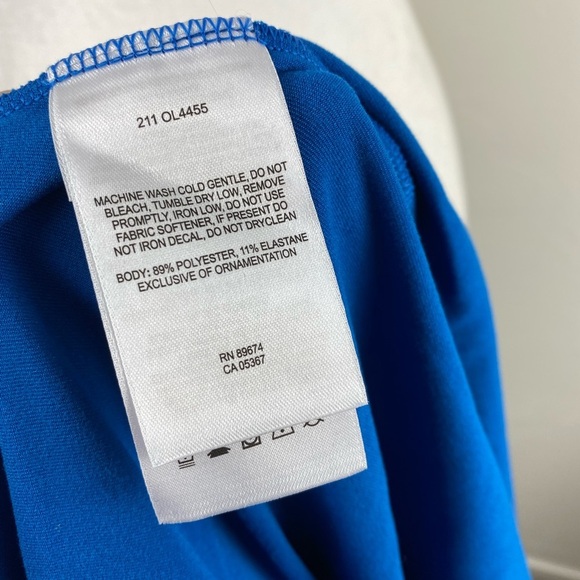 211 OL4455
MACHINE WASH COLD GENTLE, DO NOT
BLEACH, TUMBLE DRY LOW, REMOVE
PROMPTLY, IRON LOW, DO NOT USE
FABRIC SOFTENER, IF PRESENT DO
NOT IRON DECAL, DO NOT DRYCLEAN
BODY: 89% POLYESTER, 11% ELASTANE
EXCLUSIVE OF ORNAMENTATION
RN 89674
CA 05367